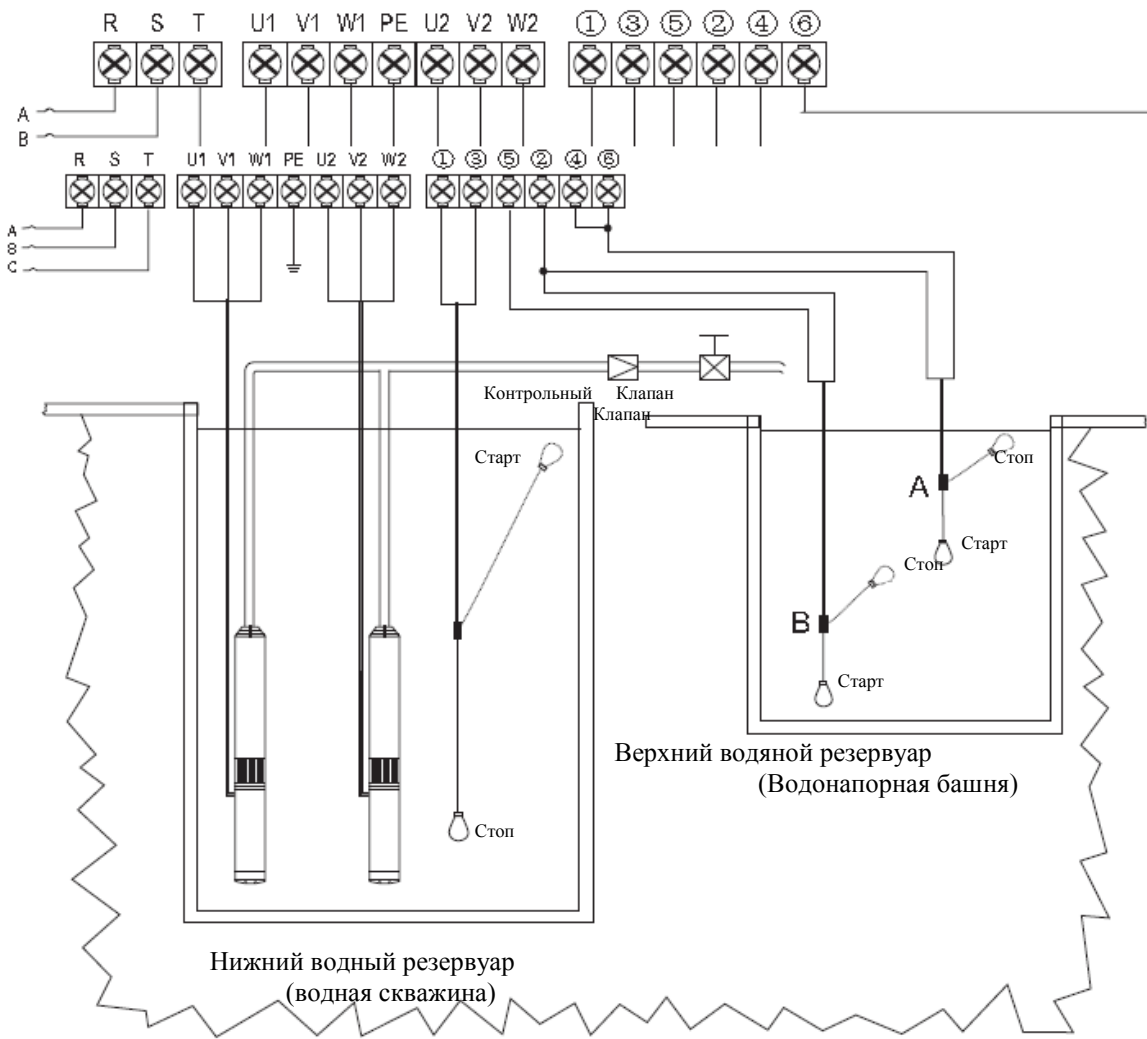 R S T U1 V1 W1 PE U2 V2 W2 ① ③ ⑤ ② ④ ⑥
A
B
R S T U1 V1 W1 PE U2 V2 W2 ① ③ ⑤ ② ④ ⑥
A
8
C
Контрольный Клапан
Клапан
Старт
Стоп
A
Старт
Стоп
B
Старт
Стоп
Верхний водяной резервуар
(Водонапорная башня)
Нижний водный резервуар
(водная скважина)